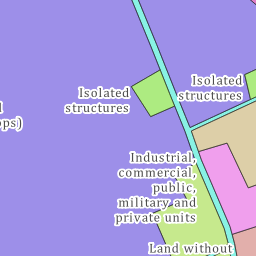 Isolated
structures
Isolated
structures
Industrial,
commercial,
public,
military and
private units
Land without